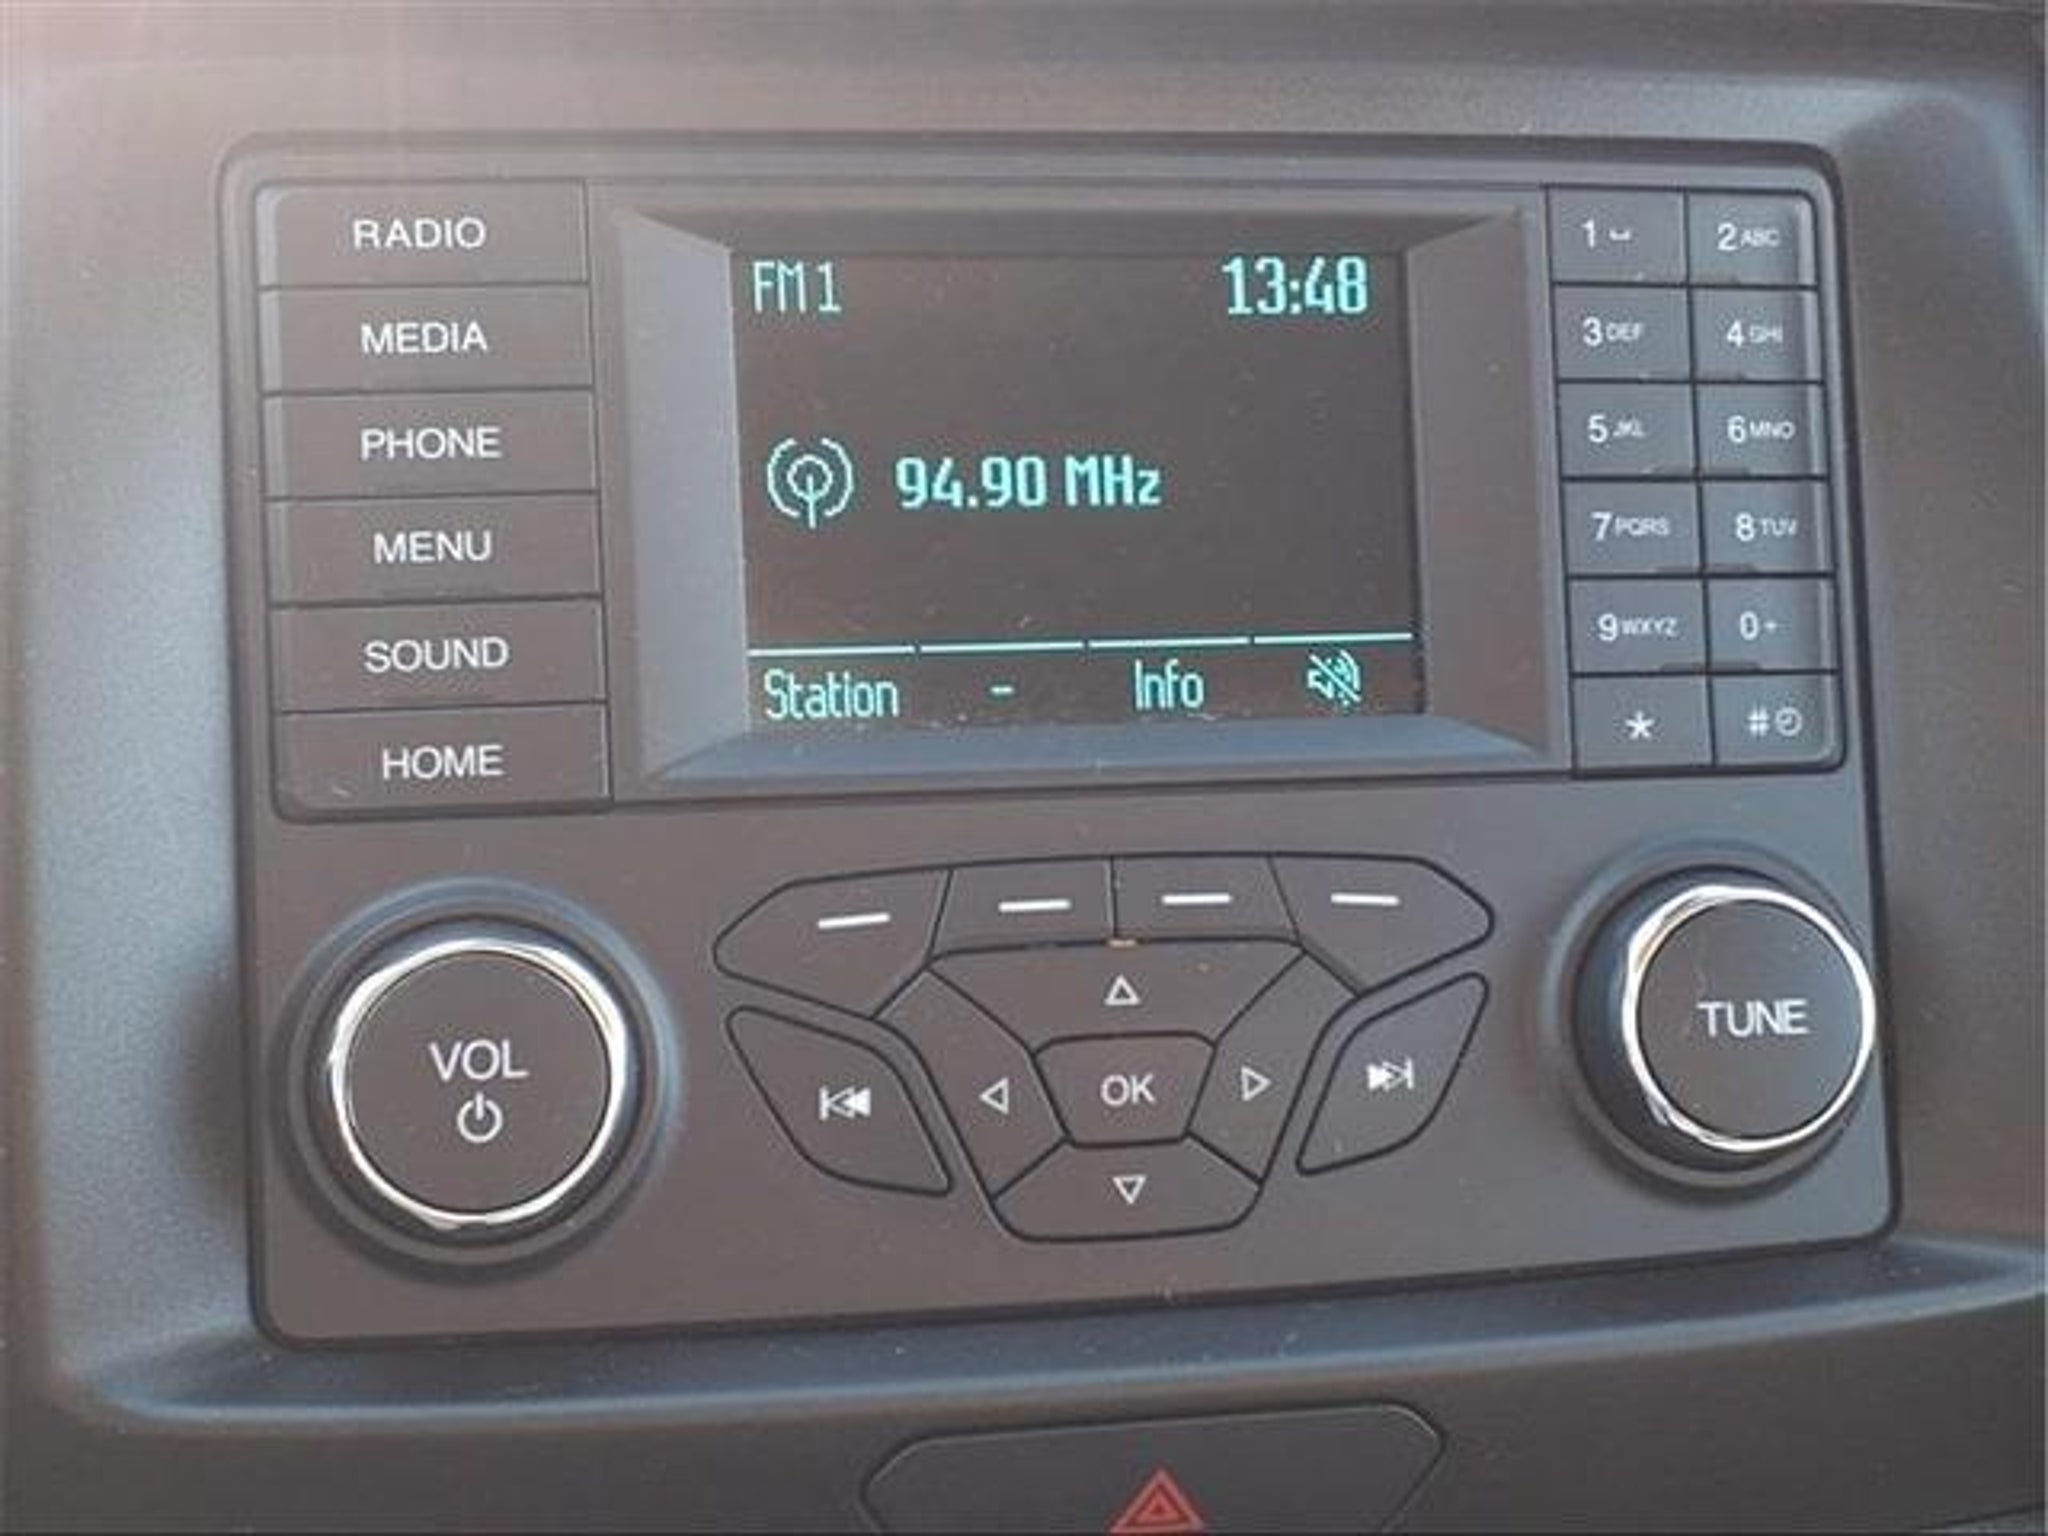 RADIO
MEDIA
PHONE
MENU
SOUND
HOME
FM1 13:48
94.90 MHz
Station - Info
1 2ABC
3DEF 4GHI
5JKL 6MNO
7PQRS 8TUV
9WXYZ 0+
* #
VOL
OK
TUNE